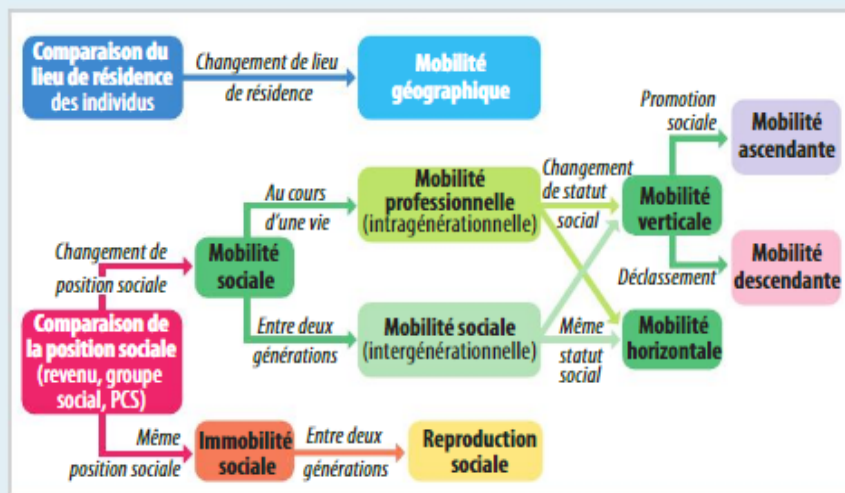 Comparaison du
lieu de résidence
des individus
Changement de lieu
de résidence
Mobilité
géographique
Promotion
sociale
Mobilité
ascendante
Au cours
d'une vie
Mobilité
professionnelle
(intragénérationnelle)
Changement
de statut
social
Mobilité
verticale
Changement de
position sociale
Mobilité
sociale
Déclassement
Mobilité
descendante
Comparaison de
la position sociale
(revenu, groupe
social, PCS)
Entre deux
générations
Mobilité sociale
(intergénérationnelle)
Même
statut
social
Mobilité
horizontale
Même
position sociale
Immobilité
sociale
Entre deux
générations
Reproduction
sociale